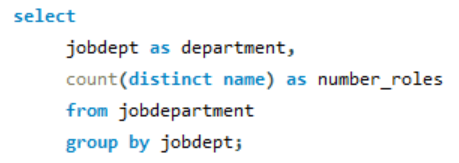 select
jobdept as department,
count(distinct name) as number_roles
from jobdepartment
group by jobdept;